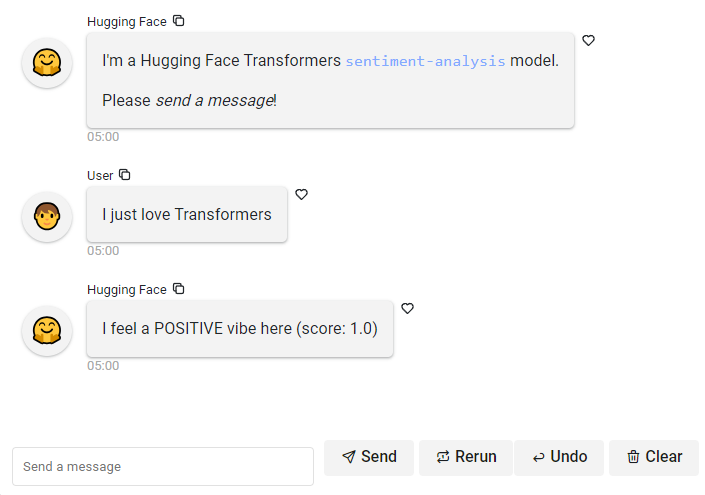 Hugging Face
I'm a Hugging Face Transformers sentiment-analysis model.
Please send a message!
05:00
User
I just love Transformers
05:00
Hugging Face
I feel a POSITIVE vibe here (score: 1.0)
05:00
Send a message
Send
Rerun
Undo
Clear